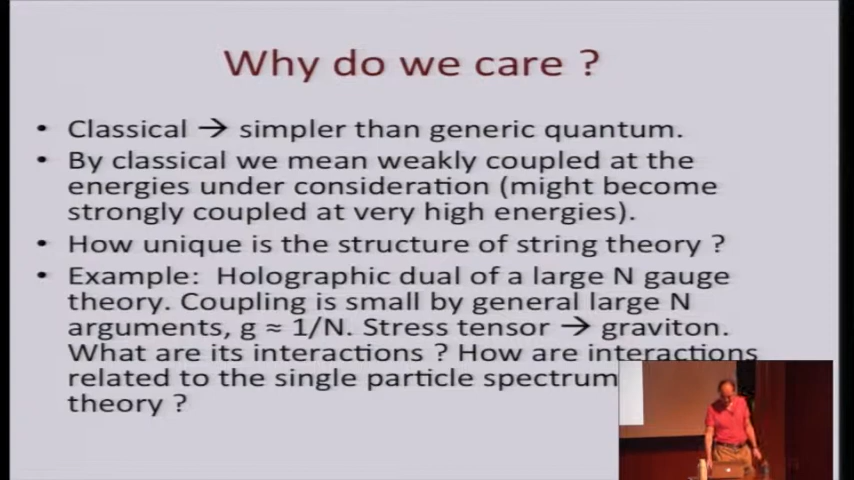 Why do we care ?
• Classical → simpler than generic quantum.
• By classical we mean weakly coupled at the
energies under consideration (might become
strongly coupled at very high energies).
• How unique is the structure of string theory ?
• Example: Holographic dual of a large N gauge
theory. Coupling is small by general large N
arguments, g ≈ 1/N. Stress tensor → graviton.
What are its interactions ? How are interactions
related to the single particle spectrum
theory ?